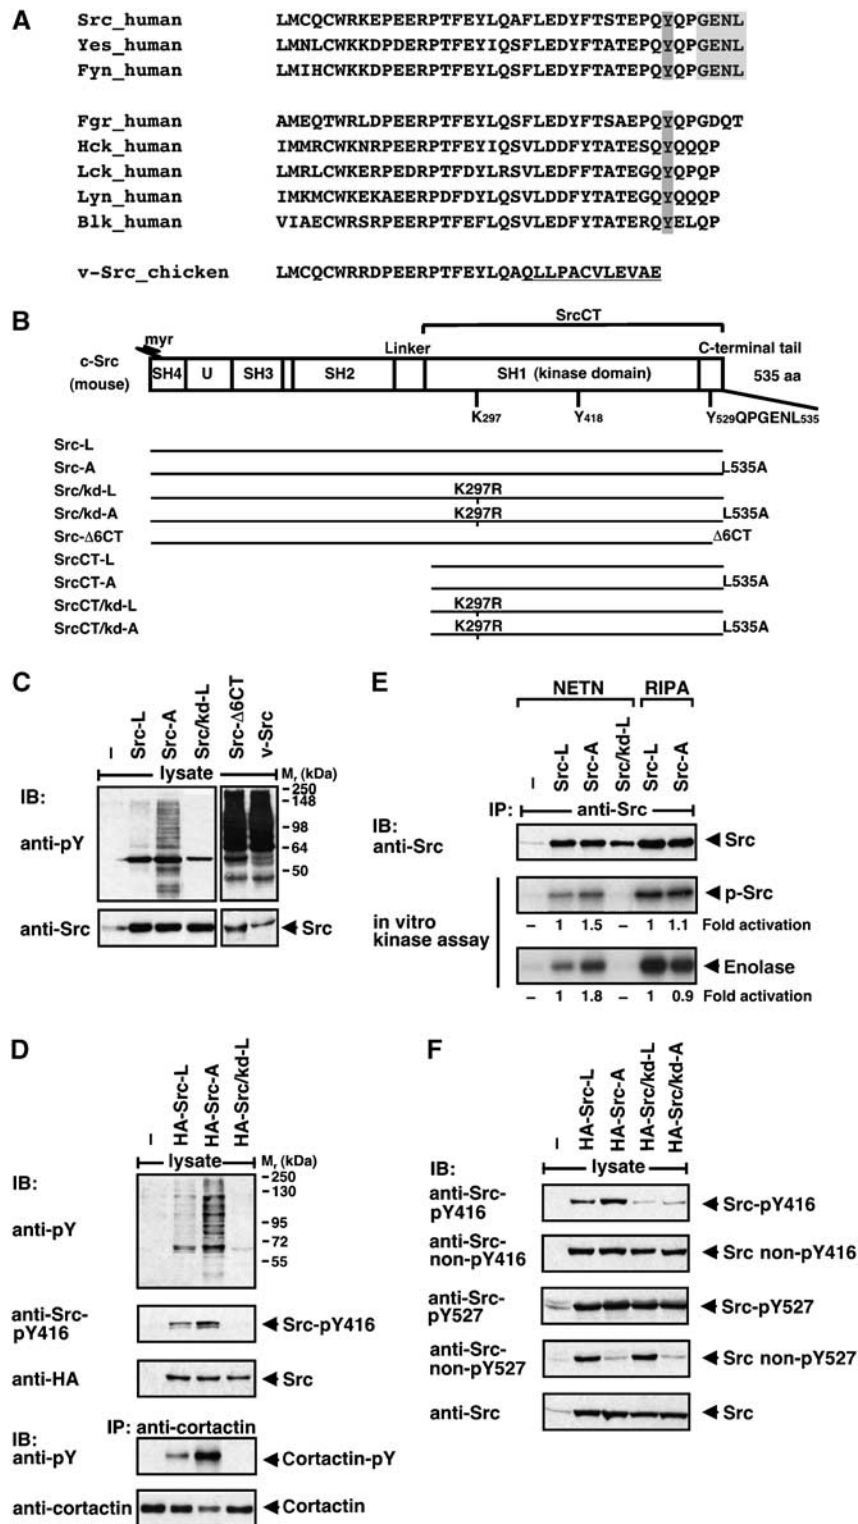 A
Src_human LMCQCWRKEPEERPTFEYLQAFLEDYFTSTEPQYQPGENL
Yes_human LMNLCWKKDPDERPTFEYIQSFLEDYFTATEPQYQPGENL
Fyn_human LMIHCWKKDPEERPTFEYLQSFLEDYFTATEPQYQPGENL
Fgr_human AMEQTWRLDPEERPTFEYLQSFLEDYFTSAEPQYQPGDQT
Hck_human IMMRCWKNRPEERPTFEYIQSVLDDFYTATESQYQQQP
Lck_human LMRLCWKERPEDRPTFDYLRSVLEDFFTATEGQYQPQP
Lyn_human IMKMCWKEKAEERPTFDYLQSVLDDFYTATEGQYQQQP
Blk_human VIAECWRSRPEERPTFEFLQSVLEDFYTATERQYELQP
v-Src_chicken LMCQCWRRDPEERPTFEYLQAQLLPACVLEVAE
B
SrcCT
myr Linker C-terminal tail
c-Src (mouse) SH4 U SH3 SH2 SH1 (kinase domain) 535 aa
K297 Y418 Y529QPGENL535
Src-L
Src-A L535A
Src/kd-L K297R
Src/kd-A K297R L535A
Src-Δ6CT Δ6CT
SrcCT-L
SrcCT-A L535A
SrcCT/kd-L K297R
SrcCT/kd-A K297R L535A
C
– Src-L Src-A Src/kd-L Src-Δ6CT v-Src
lysate Mr (kDa)
IB:
anti-pY
250
148
98
64
50
anti-Src Src
E
NETN RIPA
– Src-L Src-A Src/kd-L Src-L Src-A
IP: anti-Src
IB:
anti-Src Src
p-Src
in vitro kinase assay
– 1 1.5 – 1 1.1 Fold activation
Enolase
– 1 1.8 – 1 0.9 Fold activation
D
– HA-Src-L HA-Src-A HA-Src/kd-L
lysate Mr (kDa)
IB:
anti-pY
250
130
95
72
55
anti-Src-pY416 Src-pY416
anti-HA Src
IP: anti-cortactin
IB:
anti-pY Cortactin-pY
anti-cortactin Cortactin
F
– HA-Src-L HA-Src-A HA-Src/kd-L HA-Src/kd-A
IB: lysate
anti-Src-pY416 Src-pY416
anti-Src-non-pY416 Src non-pY416
anti-Src-pY527 Src-pY527
anti-Src-non-pY527 Src non-pY527
anti-Src Src